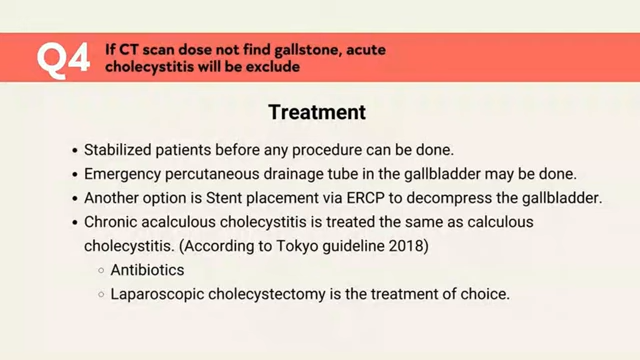 Q4
If CT scan dose not find gallstone, acute
cholecystitis will be exclude
Treatment
• Stabilized patients before any procedure can be done.
• Emergency percutaneous drainage tube in the gallbladder may be done.
• Another option is Stent placement via ERCP to decompress the gallbladder.
• Chronic acalculous cholecystitis is treated the same as calculous
cholecystitis. (According to Tokyo guideline 2018)
○ Antibiotics
○ Laparoscopic cholecystectomy is the treatment of choice.